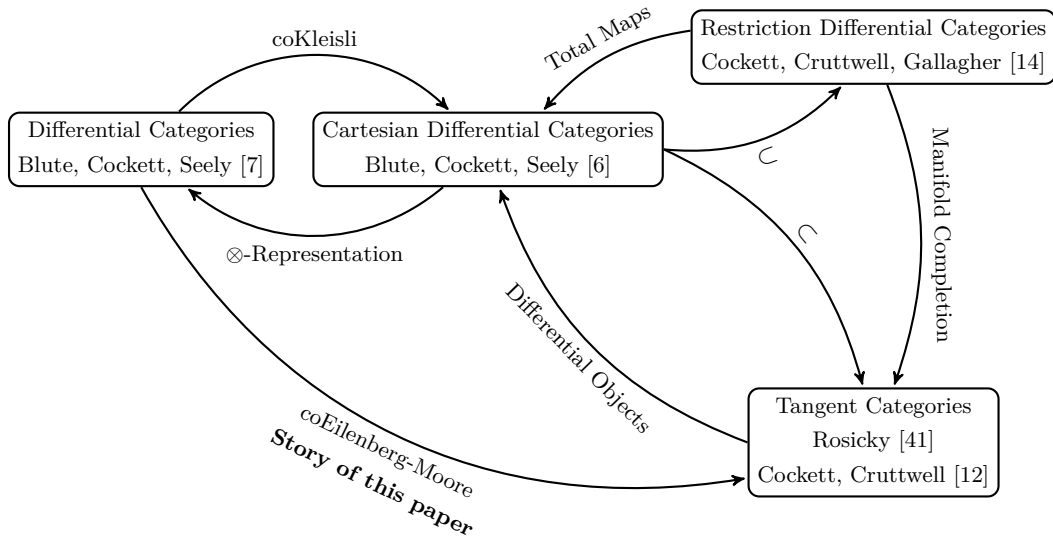 coKleisli
Total Maps
Restriction Differential Categories
Cockett, Cruttwell, Gallagher [14]
Differential Categories
Blute, Cockett, Seely [7]
Cartesian Differential Categories
Blute, Cockett, Seely [6]
⊂
Manifold Completion
⊗-Representation
⊂
Differential Objects
coEilenberg-Moore
Story of this paper
Tangent Categories
Rosicky [41]
Cockett, Cruttwell [12]